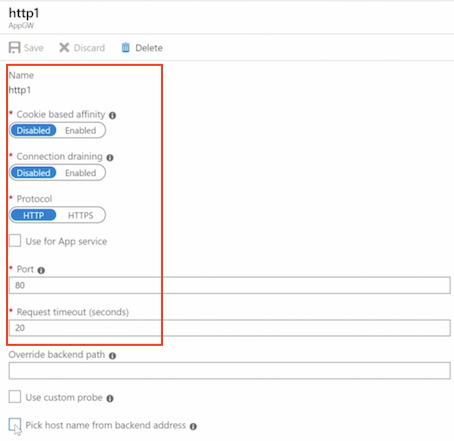 http1
AppGW
Save Discard Delete
Name
http1
* Cookie based affinity
Disabled Enabled
* Connection draining
Disabled Enabled
* Protocol
HTTP HTTPS
Use for App service
* Port
80
* Request timeout (seconds)
20
Override backend path
Use custom probe
Pick host name from backend address